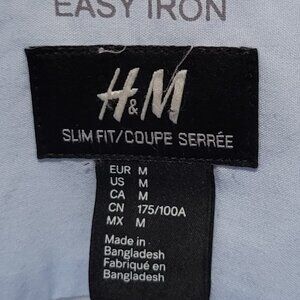 EASY IRON
H&M
SLIM FIT/COUPE SERRÉE
EUR M
US M
CA M
CN 175/100A
MX M
Made in
Bangladesh
Fabriqué en
Bangladesh